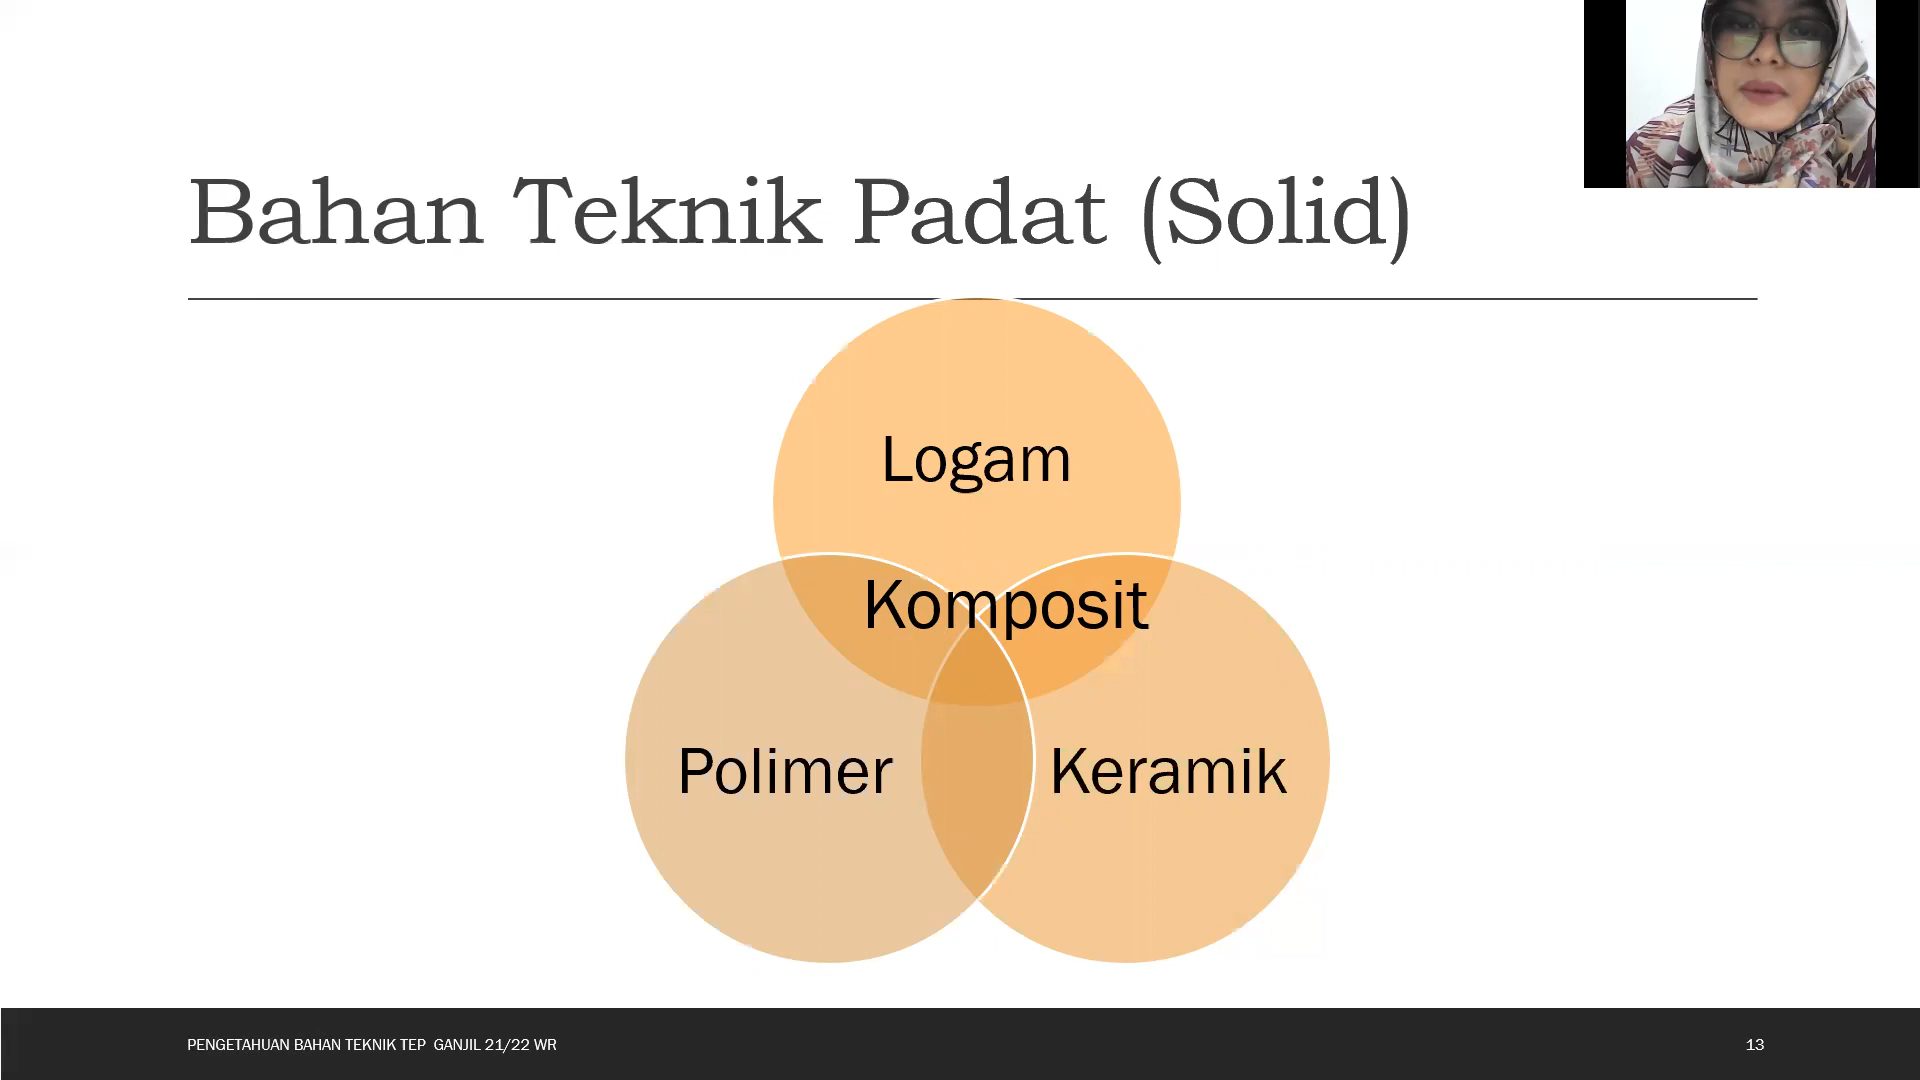 Bahan Teknik Padat (Solid)
Logam
Komposit
Polimer
Keramik
PENGETAHUAN BAHAN TEKNIK TEP GANJIL 21/22 WR
13